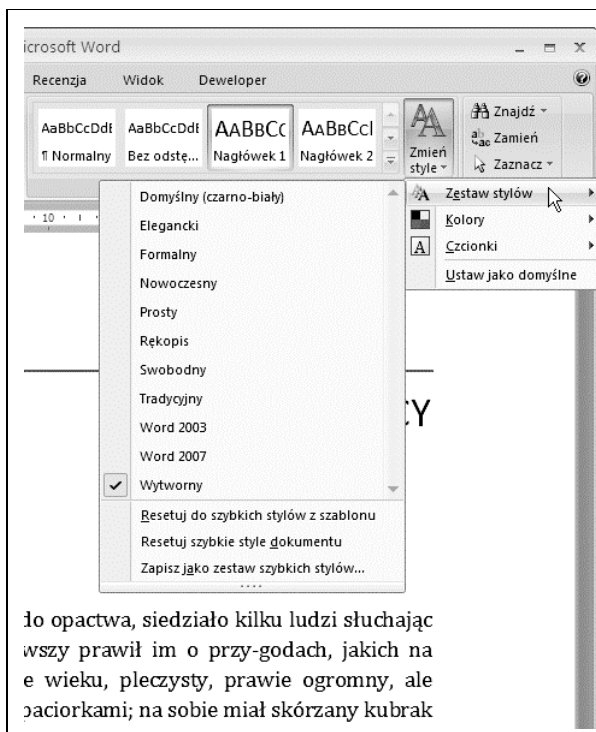 icrosoft Word
Recenzja Widok Deweloper
AaBbCcDdE AaBbCcDdE AaBbCc AaBbCcI
¶ Normalny Bez odstę... Nagłówek 1 Nagłówek 2
Zmień style
Znajdź
Zamień
Zaznacz
Zestaw stylów
Kolory
Czcionki
Ustaw jako domyślne
10
Domyślny (czarno-biały)
Elegancki
Formalny
Nowoczesny
Prosty
Rękopis
Swobodny
Tradycyjny
Word 2003
Word 2007
Wytworny
Resetuj do szybkich stylów z szablonu
Resetuj szybkie style dokumentu
Zapisz jako zestaw szybkich stylów...
CY
do opactwa, siedziało kilku ludzi słuchając
wszy prawił im o przy-godach, jakich na
e wieku, pleczysty, prawie ogromny, ale
paciorkami; na sobie miał skórzany kubrak